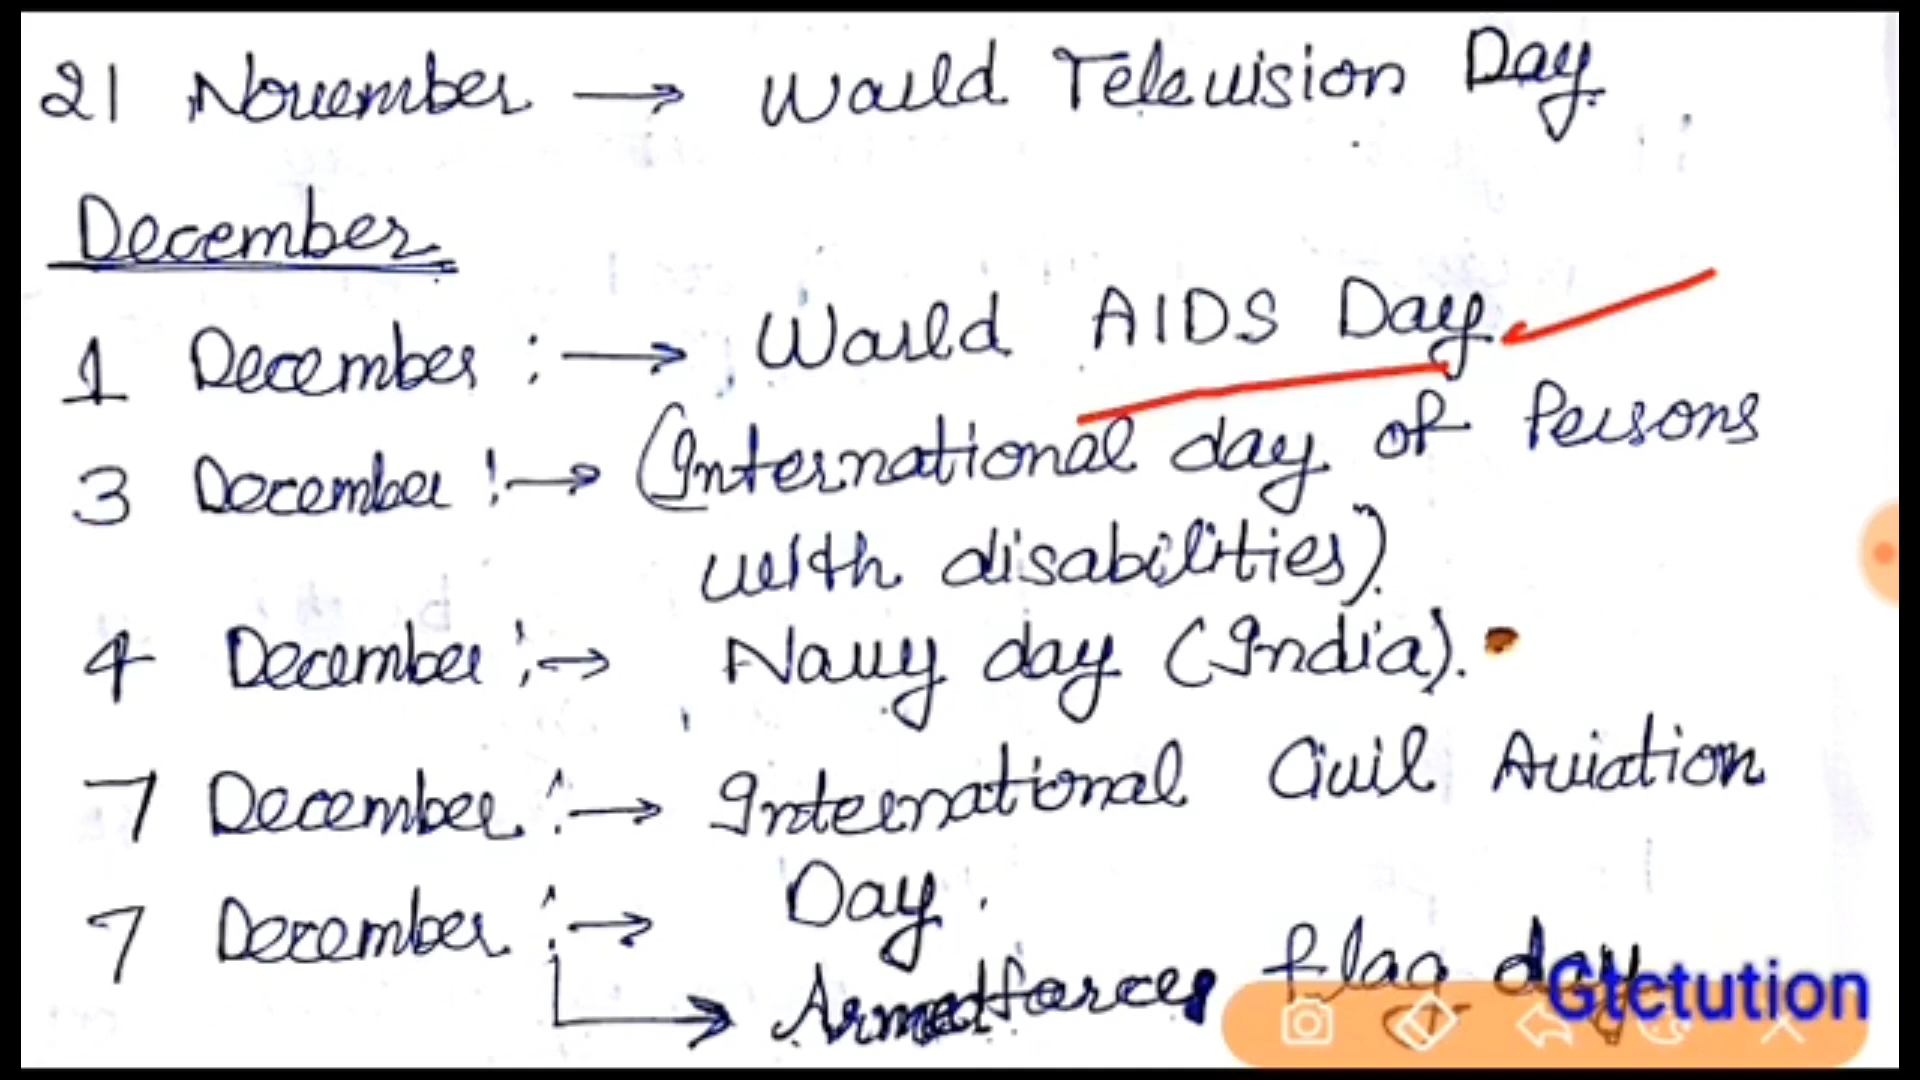 21 November → World Television Day
December
1 December :→ World AIDS Day
3 December :→ (International day of Persons
with disabilities).
4 December :→ Navy day (India).
7 December :→ International Civil Aviation
Day.
7 December :→
Armed forces flag day
Gtctution